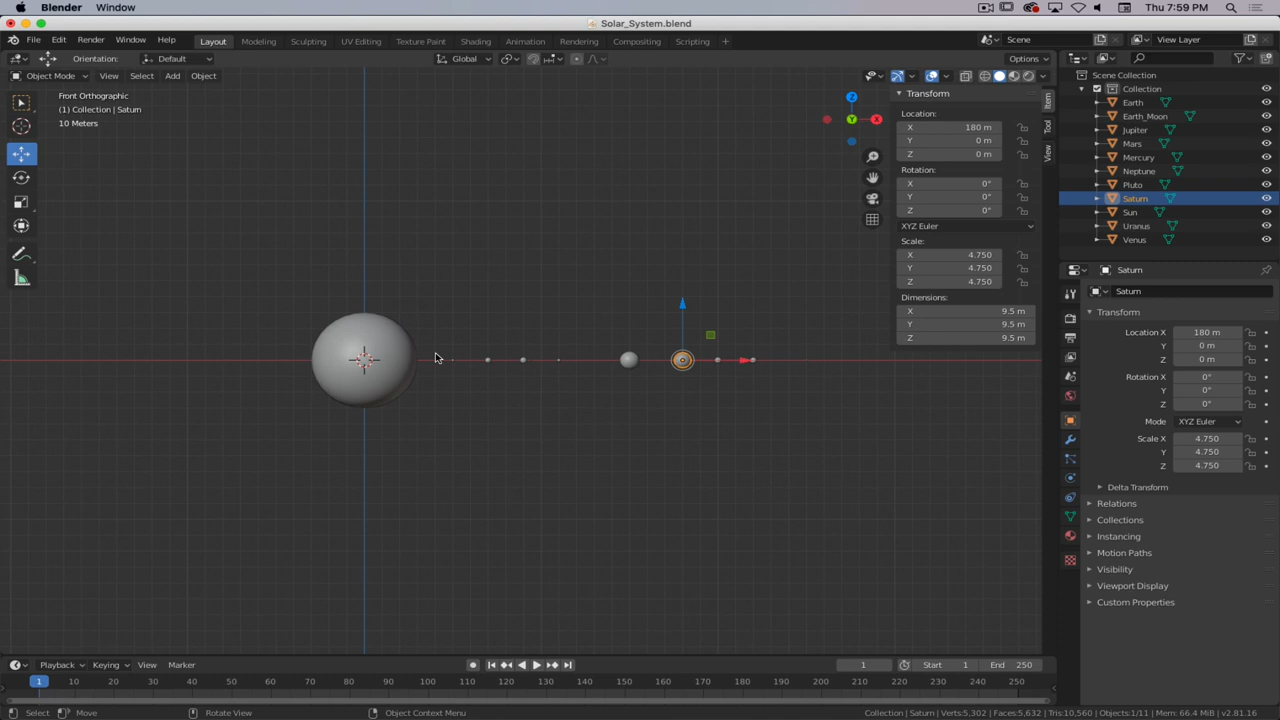 Blender Window Thu 7:59 PM
Solar_System.blend
File Edit Render Window Help Layout Modeling Sculpting UV Editing Texture Paint Shading Animation Rendering Compositing Scripting + Scene View Layer
Orientation: Default Global Options
Object Mode View Select Add Object
Front Orthographic
(1) Collection | Saturn
10 Meters
Z
Y
X
Transform
Location:
X 180 m
Y 0 m
Z 0 m
Rotation:
X 0°
Y 0°
Z 0°
XYZ Euler
Scale:
X 4.750
Y 4.750
Z 4.750
Dimensions:
X 9.5 m
Y 9.5 m
Z 9.5 m
Item
Tool
View
Scene Collection
Collection
Earth
Earth_Moon
Jupiter
Mars
Mercury
Neptune
Pluto
Saturn
Sun
Uranus
Venus
Saturn
Saturn
Transform
Location X 180 m
Y 0 m
Z 0 m
Rotation X 0°
Y 0°
Z 0°
Mode XYZ Euler
Scale X 4.750
Y 4.750
Z 4.750
Delta Transform
Relations
Collections
Instancing
Motion Paths
Visibility
Viewport Display
Custom Properties
Playback Keying View Marker 1 Start 1 End 250
1 10 20 30 40 50 60 70 80 90 100 110 120 130 140 150 160 170 180 190 200 210 220 230 240 250
Select Move Rotate View Object Context Menu Collection | Saturn | Verts:5,302 | Faces:5,632 | Tris:10,560 | Objects:1/11 | Mem: 66.4 MiB | v2.81.16